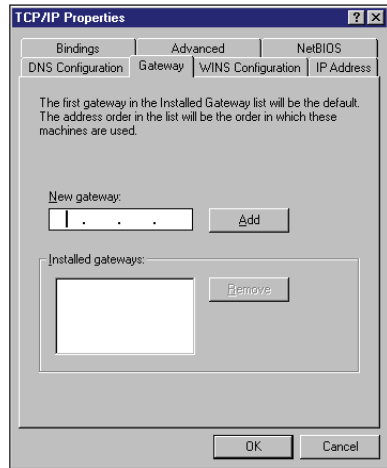 TCP/IP Properties
Bindings Advanced NetBIOS
DNS Configuration Gateway WINS Configuration IP Address
The first gateway in the Installed Gateway list will be the default.
The address order in the list will be the order in which these
machines are used.
New gateway:
. . .
Add
Installed gateways:
Remove
OK Cancel